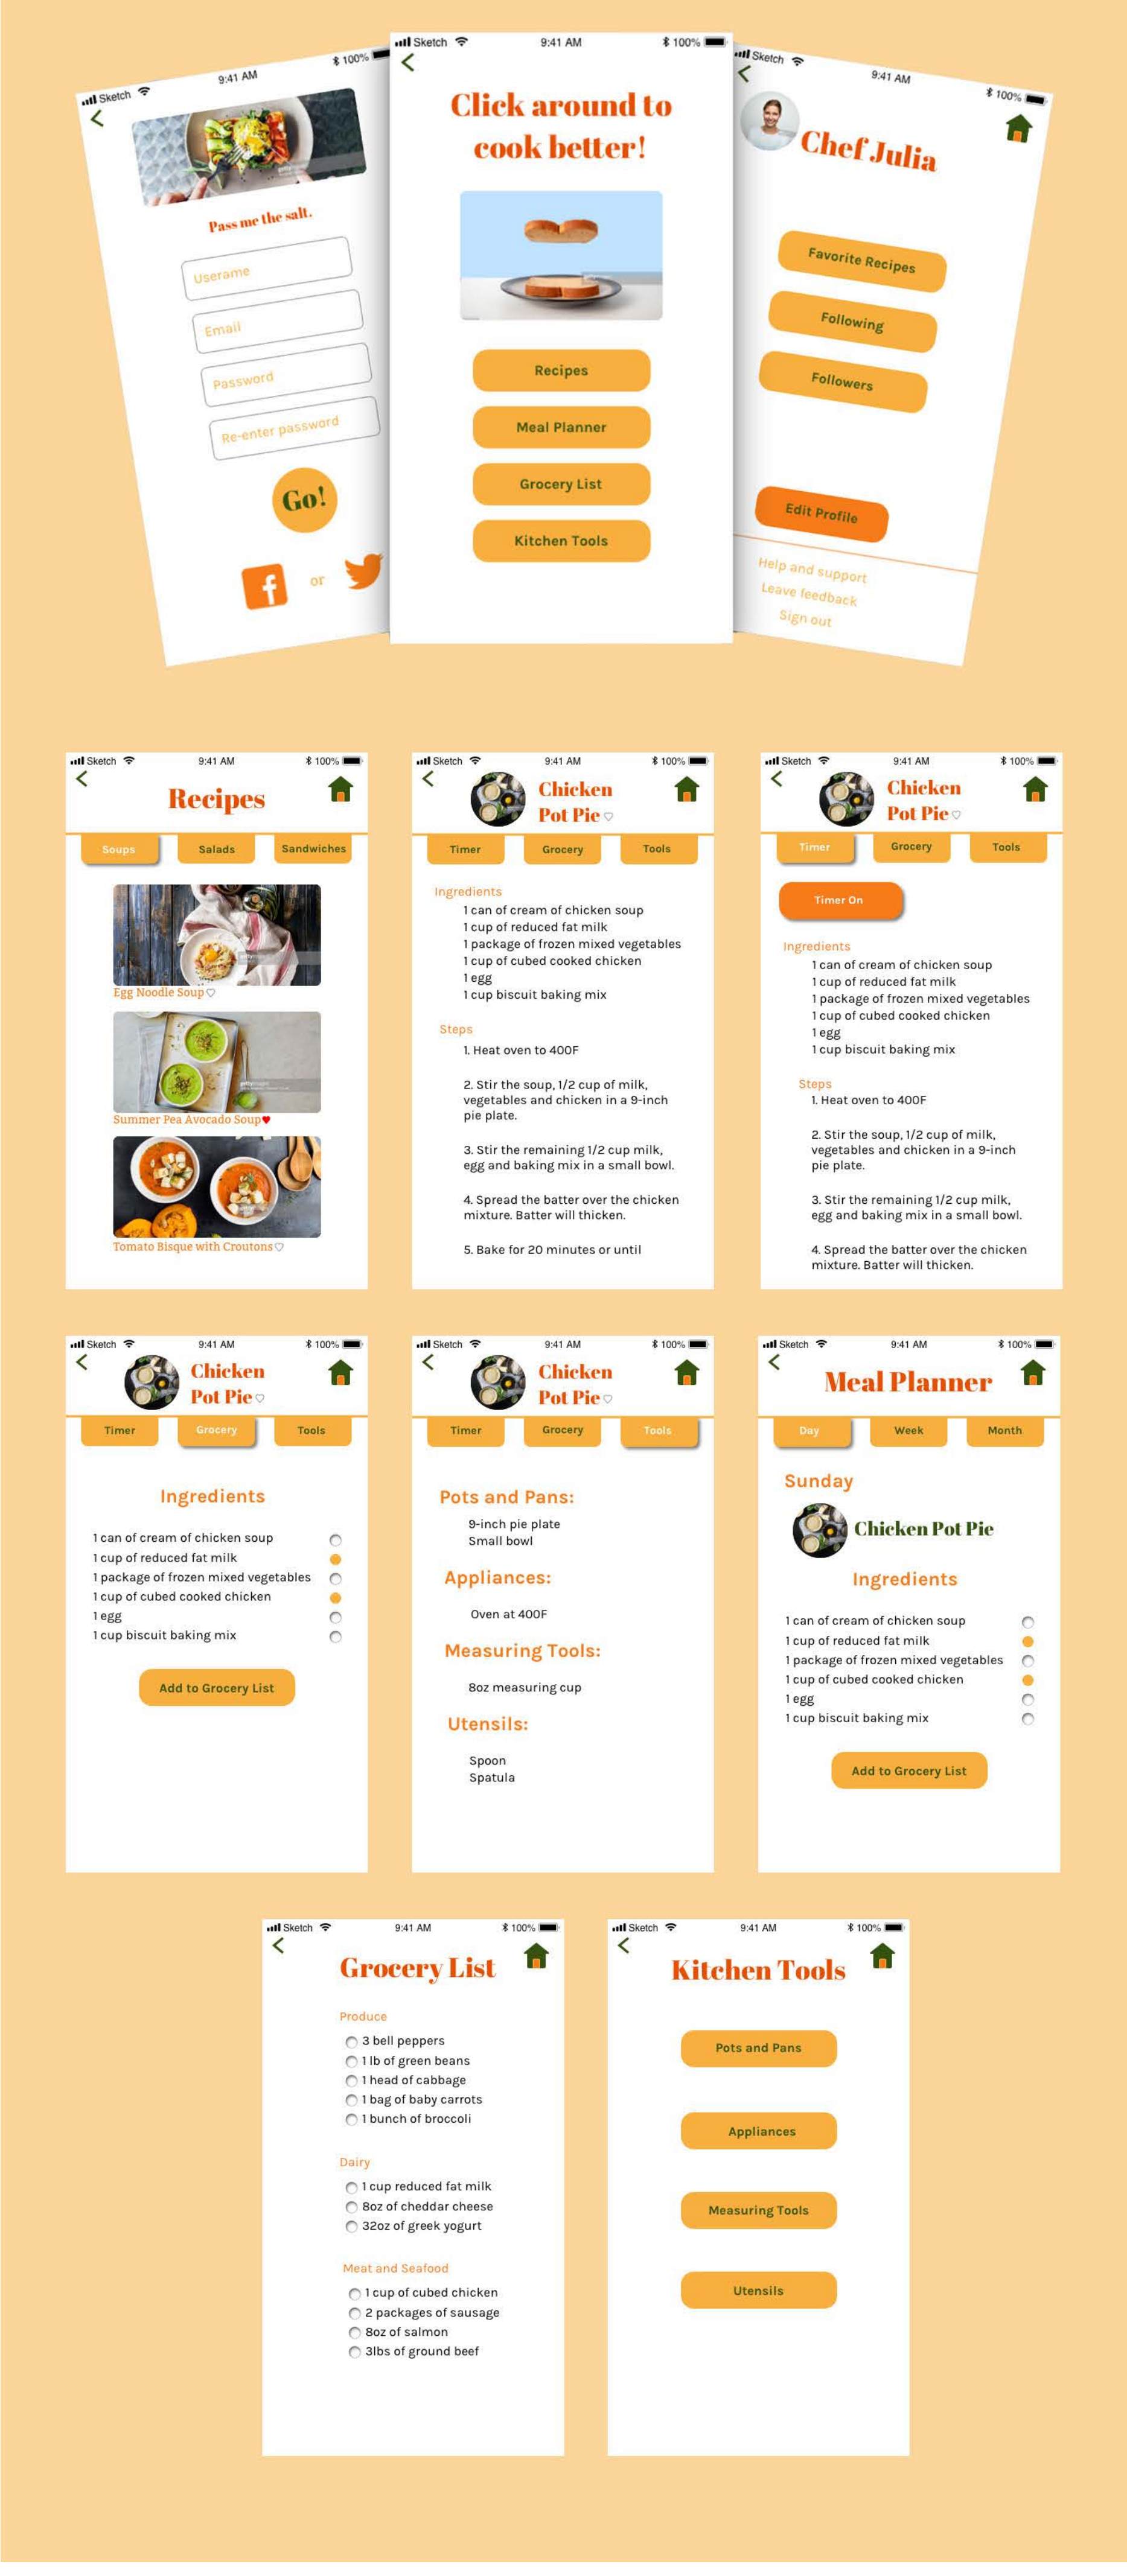 Sketch
9:41 AM
100%
Pass me the salt.
Username
Email
Password
Re-enter password
Go!
or
Sketch
9:41 AM
100%
Click around to
cook better!
Recipes
Meal Planner
Grocery List
Kitchen Tools
Sketch
9:41 AM
100%
Chef Julia
Favorite Recipes
Following
Followers
Edit Profile
Help and support
Leave feedback
Sign out
Sketch
9:41 AM
100%
Recipes
Soups
Salads
Sandwiches
Egg Noodle Soup
gettyimages
Summer Pea Avocado Soup
Tomato Bisque with Croutons
Sketch
9:41 AM
100%
Chicken
Pot Pie
Timer
Grocery
Tools
Ingredients
1 can of cream of chicken soup
1 cup of reduced fat milk
1 package of frozen mixed vegetables
1 cup of cubed cooked chicken
1 egg
1 cup biscuit baking mix
Steps
1. Heat oven to 400F
2. Stir the soup, 1/2 cup of milk,
vegetables and chicken in a 9-inch
pie plate.
3. Stir the remaining 1/2 cup milk,
egg and baking mix in a small bowl.
4. Spread the batter over the chicken
mixture. Batter will thicken.
5. Bake for 20 minutes or until
Sketch
9:41 AM
100%
Chicken
Pot Pie
Timer
Grocery
Tools
Timer On
Ingredients
1 can of cream of chicken soup
1 cup of reduced fat milk
1 package of frozen mixed vegetables
1 cup of cubed cooked chicken
1 egg
1 cup biscuit baking mix
Steps
1. Heat oven to 400F
2. Stir the soup, 1/2 cup of milk,
vegetables and chicken in a 9-inch
pie plate.
3. Stir the remaining 1/2 cup milk,
egg and baking mix in a small bowl.
4. Spread the batter over the chicken
mixture. Batter will thicken.
Sketch
9:41 AM
100%
Chicken
Pot Pie
Timer
Grocery
Tools
Ingredients
1 can of cream of chicken soup
1 cup of reduced fat milk
1 package of frozen mixed vegetables
1 cup of cubed cooked chicken
1 egg
1 cup biscuit baking mix
Add to Grocery List
Sketch
9:41 AM
100%
Chicken
Pot Pie
Timer
Grocery
Tools
Pots and Pans:
9-inch pie plate
Small bowl
Appliances:
Oven at 400F
Measuring Tools:
8oz measuring cup
Utensils:
Spoon
Spatula
Sketch
9:41 AM
100%
Meal Planner
Day
Week
Month
Sunday
Chicken Pot Pie
Ingredients
1 can of cream of chicken soup
1 cup of reduced fat milk
1 package of frozen mixed vegetables
1 cup of cubed cooked chicken
1 egg
1 cup biscuit baking mix
Add to Grocery List
Sketch
9:41 AM
100%
Grocery List
Produce
3 bell peppers
1 lb of green beans
1 head of cabbage
1 bag of baby carrots
1 bunch of broccoli
Dairy
1 cup reduced fat milk
8oz of cheddar cheese
32oz of greek yogurt
Meat and Seafood
1 cup of cubed chicken
2 packages of sausage
8oz of salmon
3lbs of ground beef
Sketch
9:41 AM
100%
Kitchen Tools
Pots and Pans
Appliances
Measuring Tools
Utensils